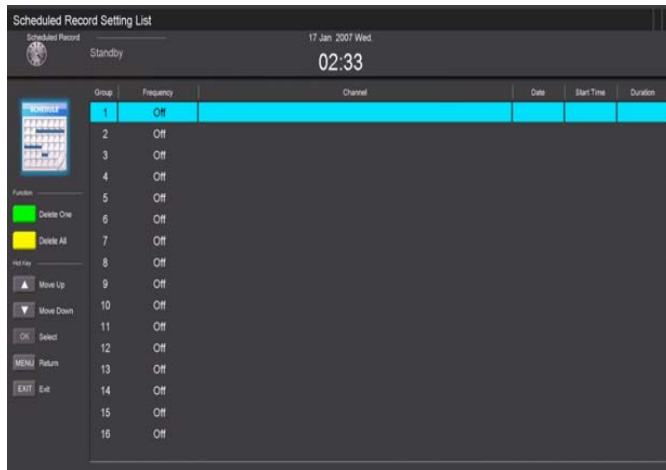 Scheduled Record Setting List
Scheduled Record
Standby
17 Jan 2007 Wed.
02:33
Group Frequency Channel Date Start Time Duration
SCHEDULE
1 Off
2 Off
3 Off
4 Off
5 Off
6 Off
7 Off
8 Off
9 Off
10 Off
11 Off
12 Off
13 Off
14 Off
15 Off
16 Off
Function
Delete One
Delete All
Hot Key
Move Up
Move Down
OK Select
MENU Return
EXIT Exit